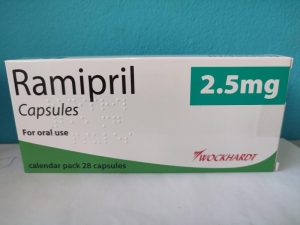 Ramipril
2.5mg
Capsules
For oral use
calendar pack 28 capsules
WOCKHARDT